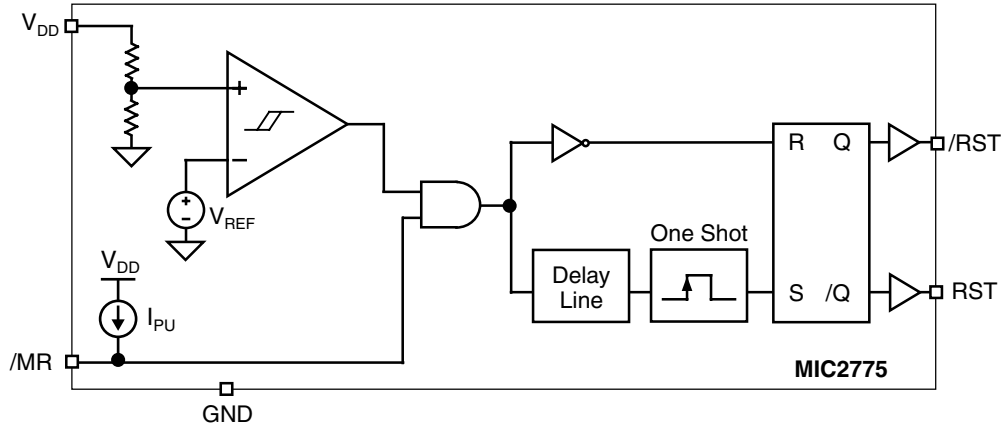 VDD
+
−
VREF
+
−
VDD
IPU
/MR
GND
One Shot
Delay
Line
R Q
S /Q
/RST
RST
MIC2775